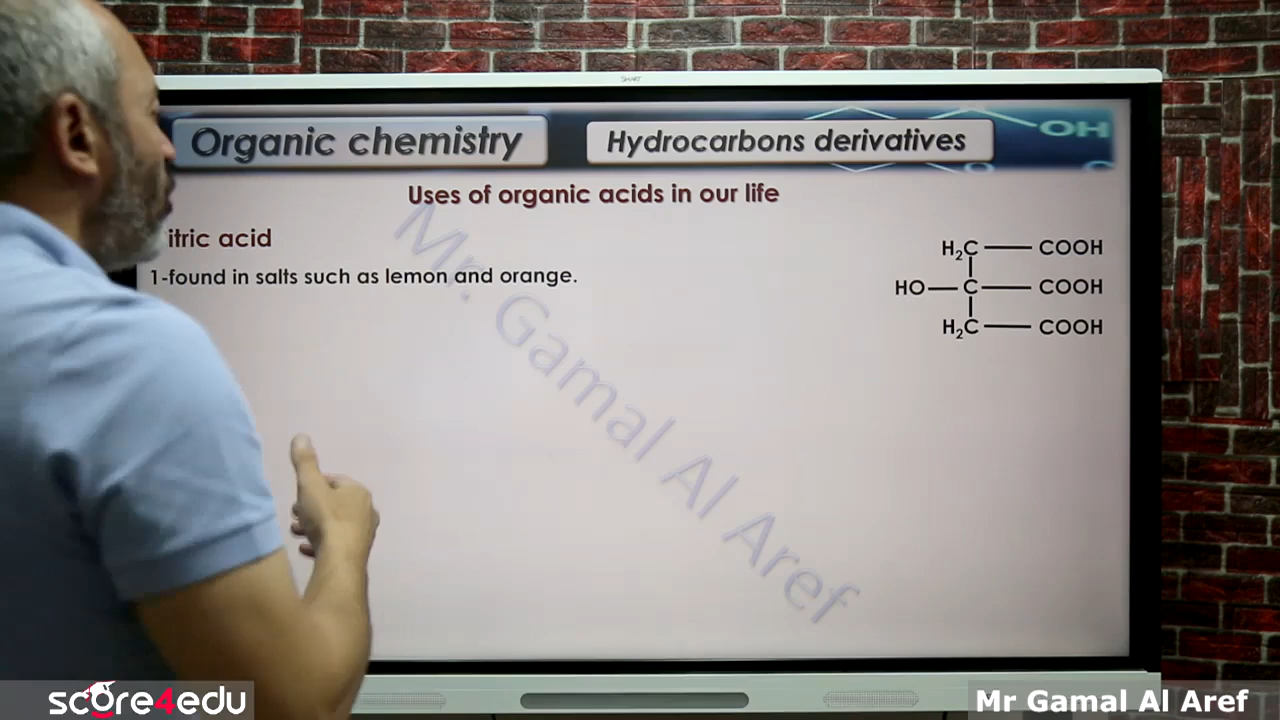 SMART
Organic chemistry
Hydrocarbons derivatives
OH
O
Uses of organic acids in our life
itric acid
1-found in salts such as lemon and orange.
H₂C — COOH
HO — C — COOH
H₂C — COOH
Mr. Gamal Al Aref
score4edu
Mr Gamal Al Aref